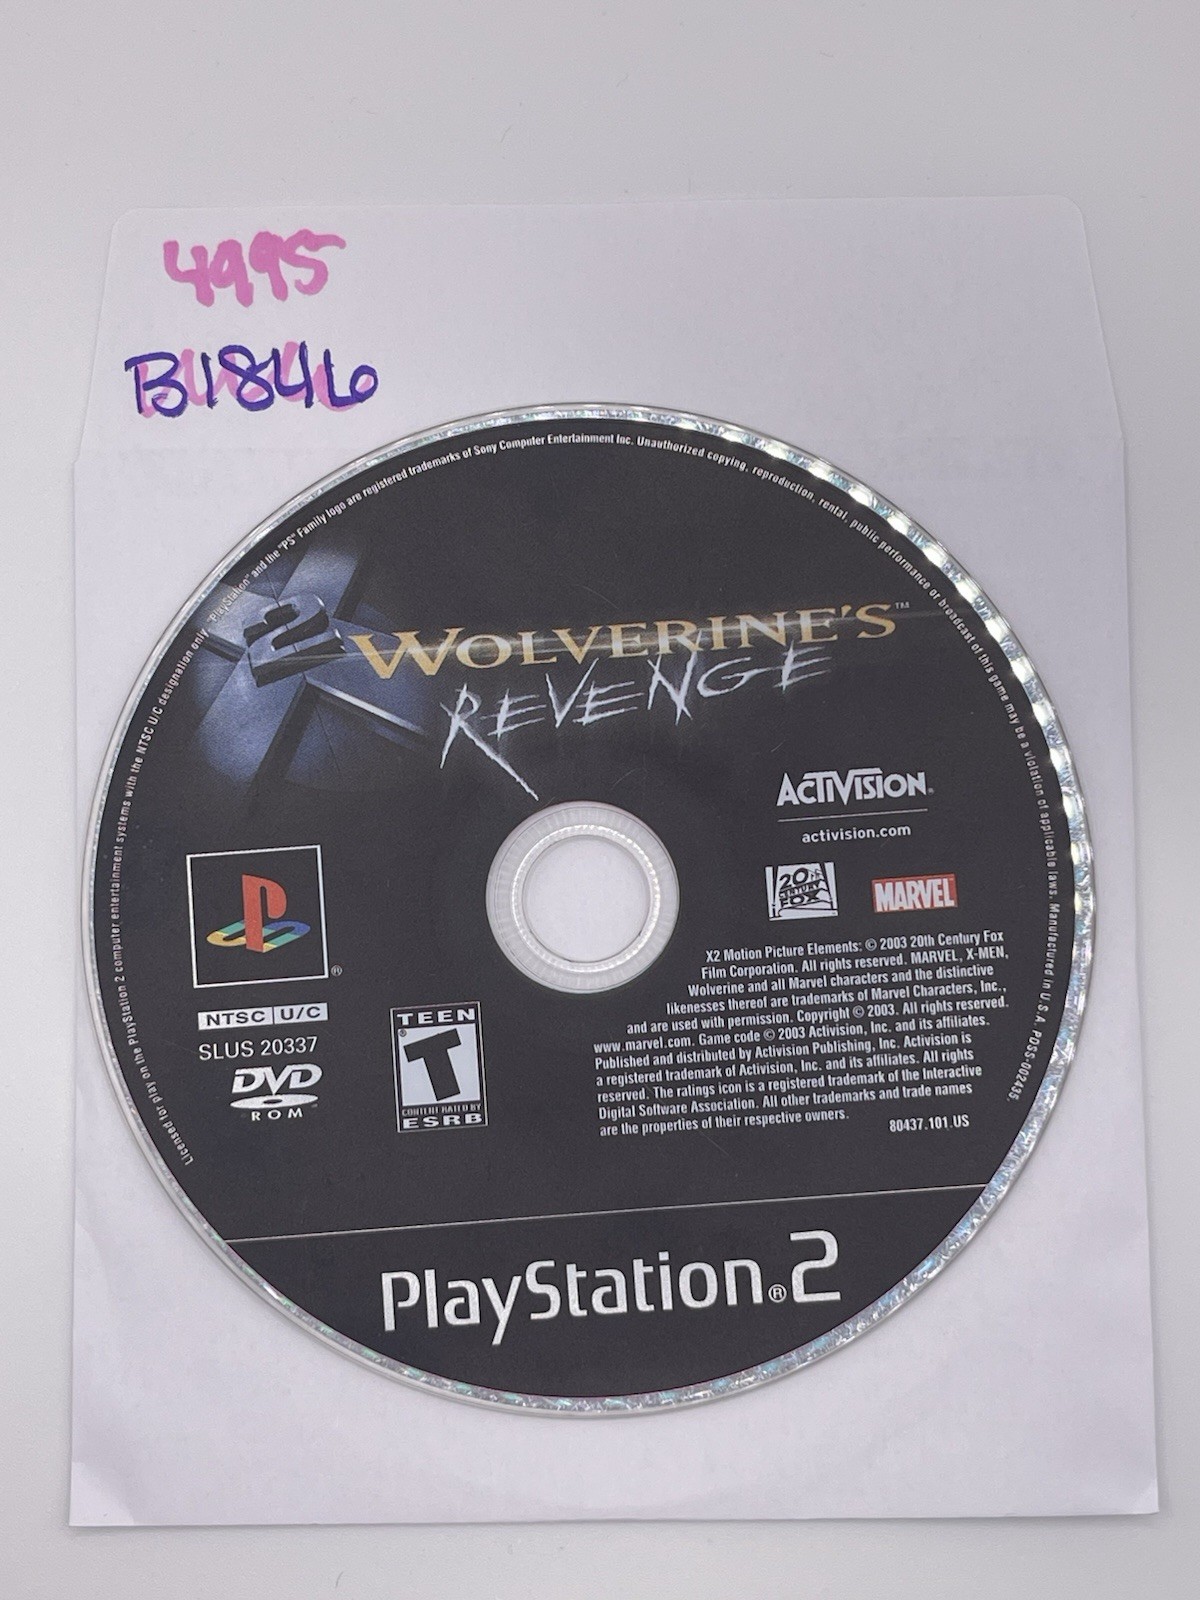 4995
B1846
Licensed for play on the PlayStation 2 computer entertainment systems with the NTSC U/C designation only. "PlayStation" and the "PS" Family logo are registered trademarks of Sony Computer Entertainment Inc. Unauthorized copying, reproduction, rental, public performance or broadcast of this game may be a violation of applicable laws. Manufactured in U.S.A. PDSS-002435.
2
WOLVERINE'S™
REVENGE
ACTIVISION®
activision.com
20TH
CENTURY
FOX
MARVEL
®
NTSC U/C
SLUS 20337
DVD
ROM
TEEN
T
CONTENT RATED BY
ESRB
X2 Motion Picture Elements: © 2003 20th Century Fox
Film Corporation. All rights reserved. MARVEL, X-MEN,
Wolverine and all Marvel characters and the distinctive
likenesses thereof are trademarks of Marvel Characters, Inc.,
and are used with permission. Copyright © 2003. All rights reserved.
www.marvel.com. Game code © 2003 Activision, Inc. and its affiliates.
Published and distributed by Activision Publishing, Inc. Activision is
a registered trademark of Activision, Inc. and its affiliates. All rights
reserved. The ratings icon is a registered trademark of the Interactive
Digital Software Association. All other trademarks and trade names
are the properties of their respective owners.
80437.101.US
PlayStation®2